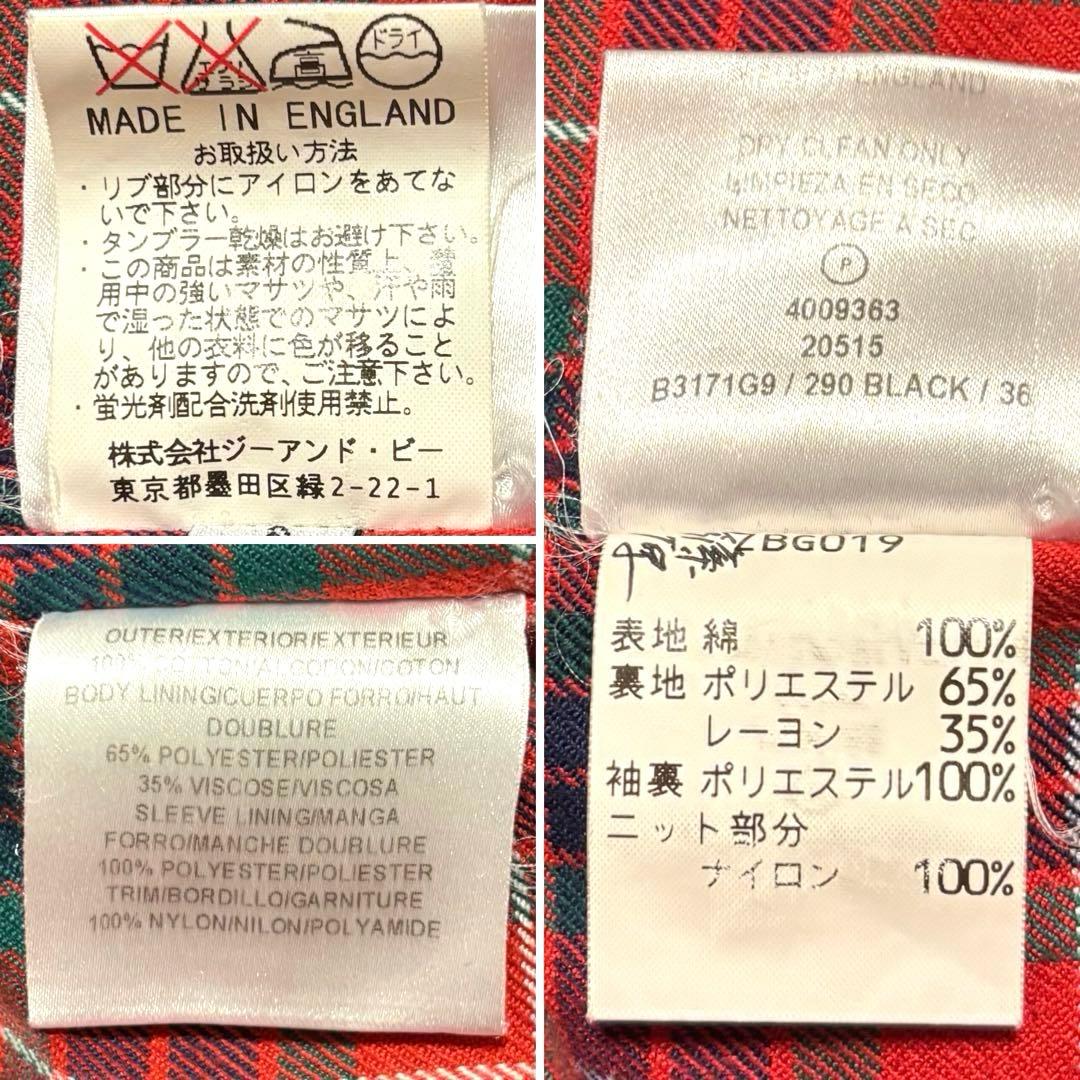 エンソ
サラシ
高
ドライ
MADE IN ENGLAND
お取扱い方法
・リブ部分にアイロンをあてな
いで下さい。
・タンブラー乾燥はお避け下さい。
・この商品は素材の性質上、着
用中の強いマサツや、汗や雨
で湿った状態でのマサツによ
り、他の衣料に色が移ること
がありますので、ご注意下さい。
・蛍光剤配合洗剤使用禁止。
株式会社ジーアンド・ビー
東京都墨田区緑2-22-1
ENGLAND
DRY CLEAN ONLY
LIMPIEZA EN SECO
NETTOYAGE A SEC
P
4009363
20515
B3171G9 / 290 BLACK / 36
OUTER/EXTERIOR/EXTERIEUR
100% COTTON/ALGODON/COTON
BODY LINING/CUERPO FORRO/HAUT
DOUBLURE
65% POLYESTER/POLIESTER
35% VISCOSE/VISCOSA
SLEEVE LINING/MANGA
FORRO/MANCHE DOUBLURE
100% POLYESTER/POLIESTER
TRIM/BORDILLO/GARNITURE
100% NYLON/NILON/POLYAMIDE
BG019
表地 綿 100%
裏地 ポリエステル 65%
レーヨン 35%
袖裏 ポリエステル100%
ニット部分
ナイロン 100%